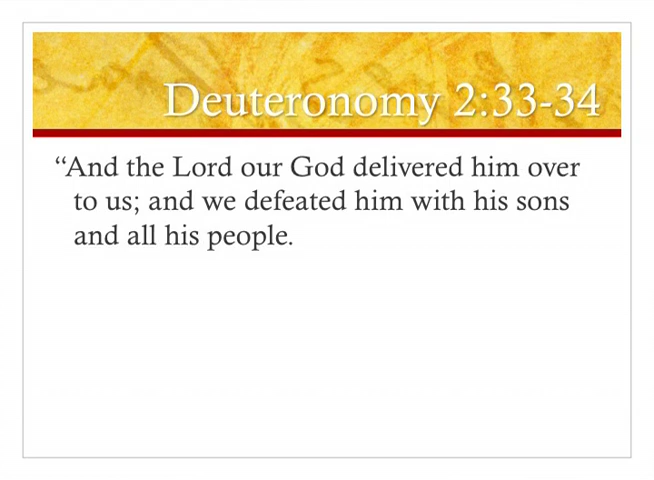 Deuteronomy 2:33-34
“And the Lord our God delivered him over
to us; and we defeated him with his sons
and all his people.